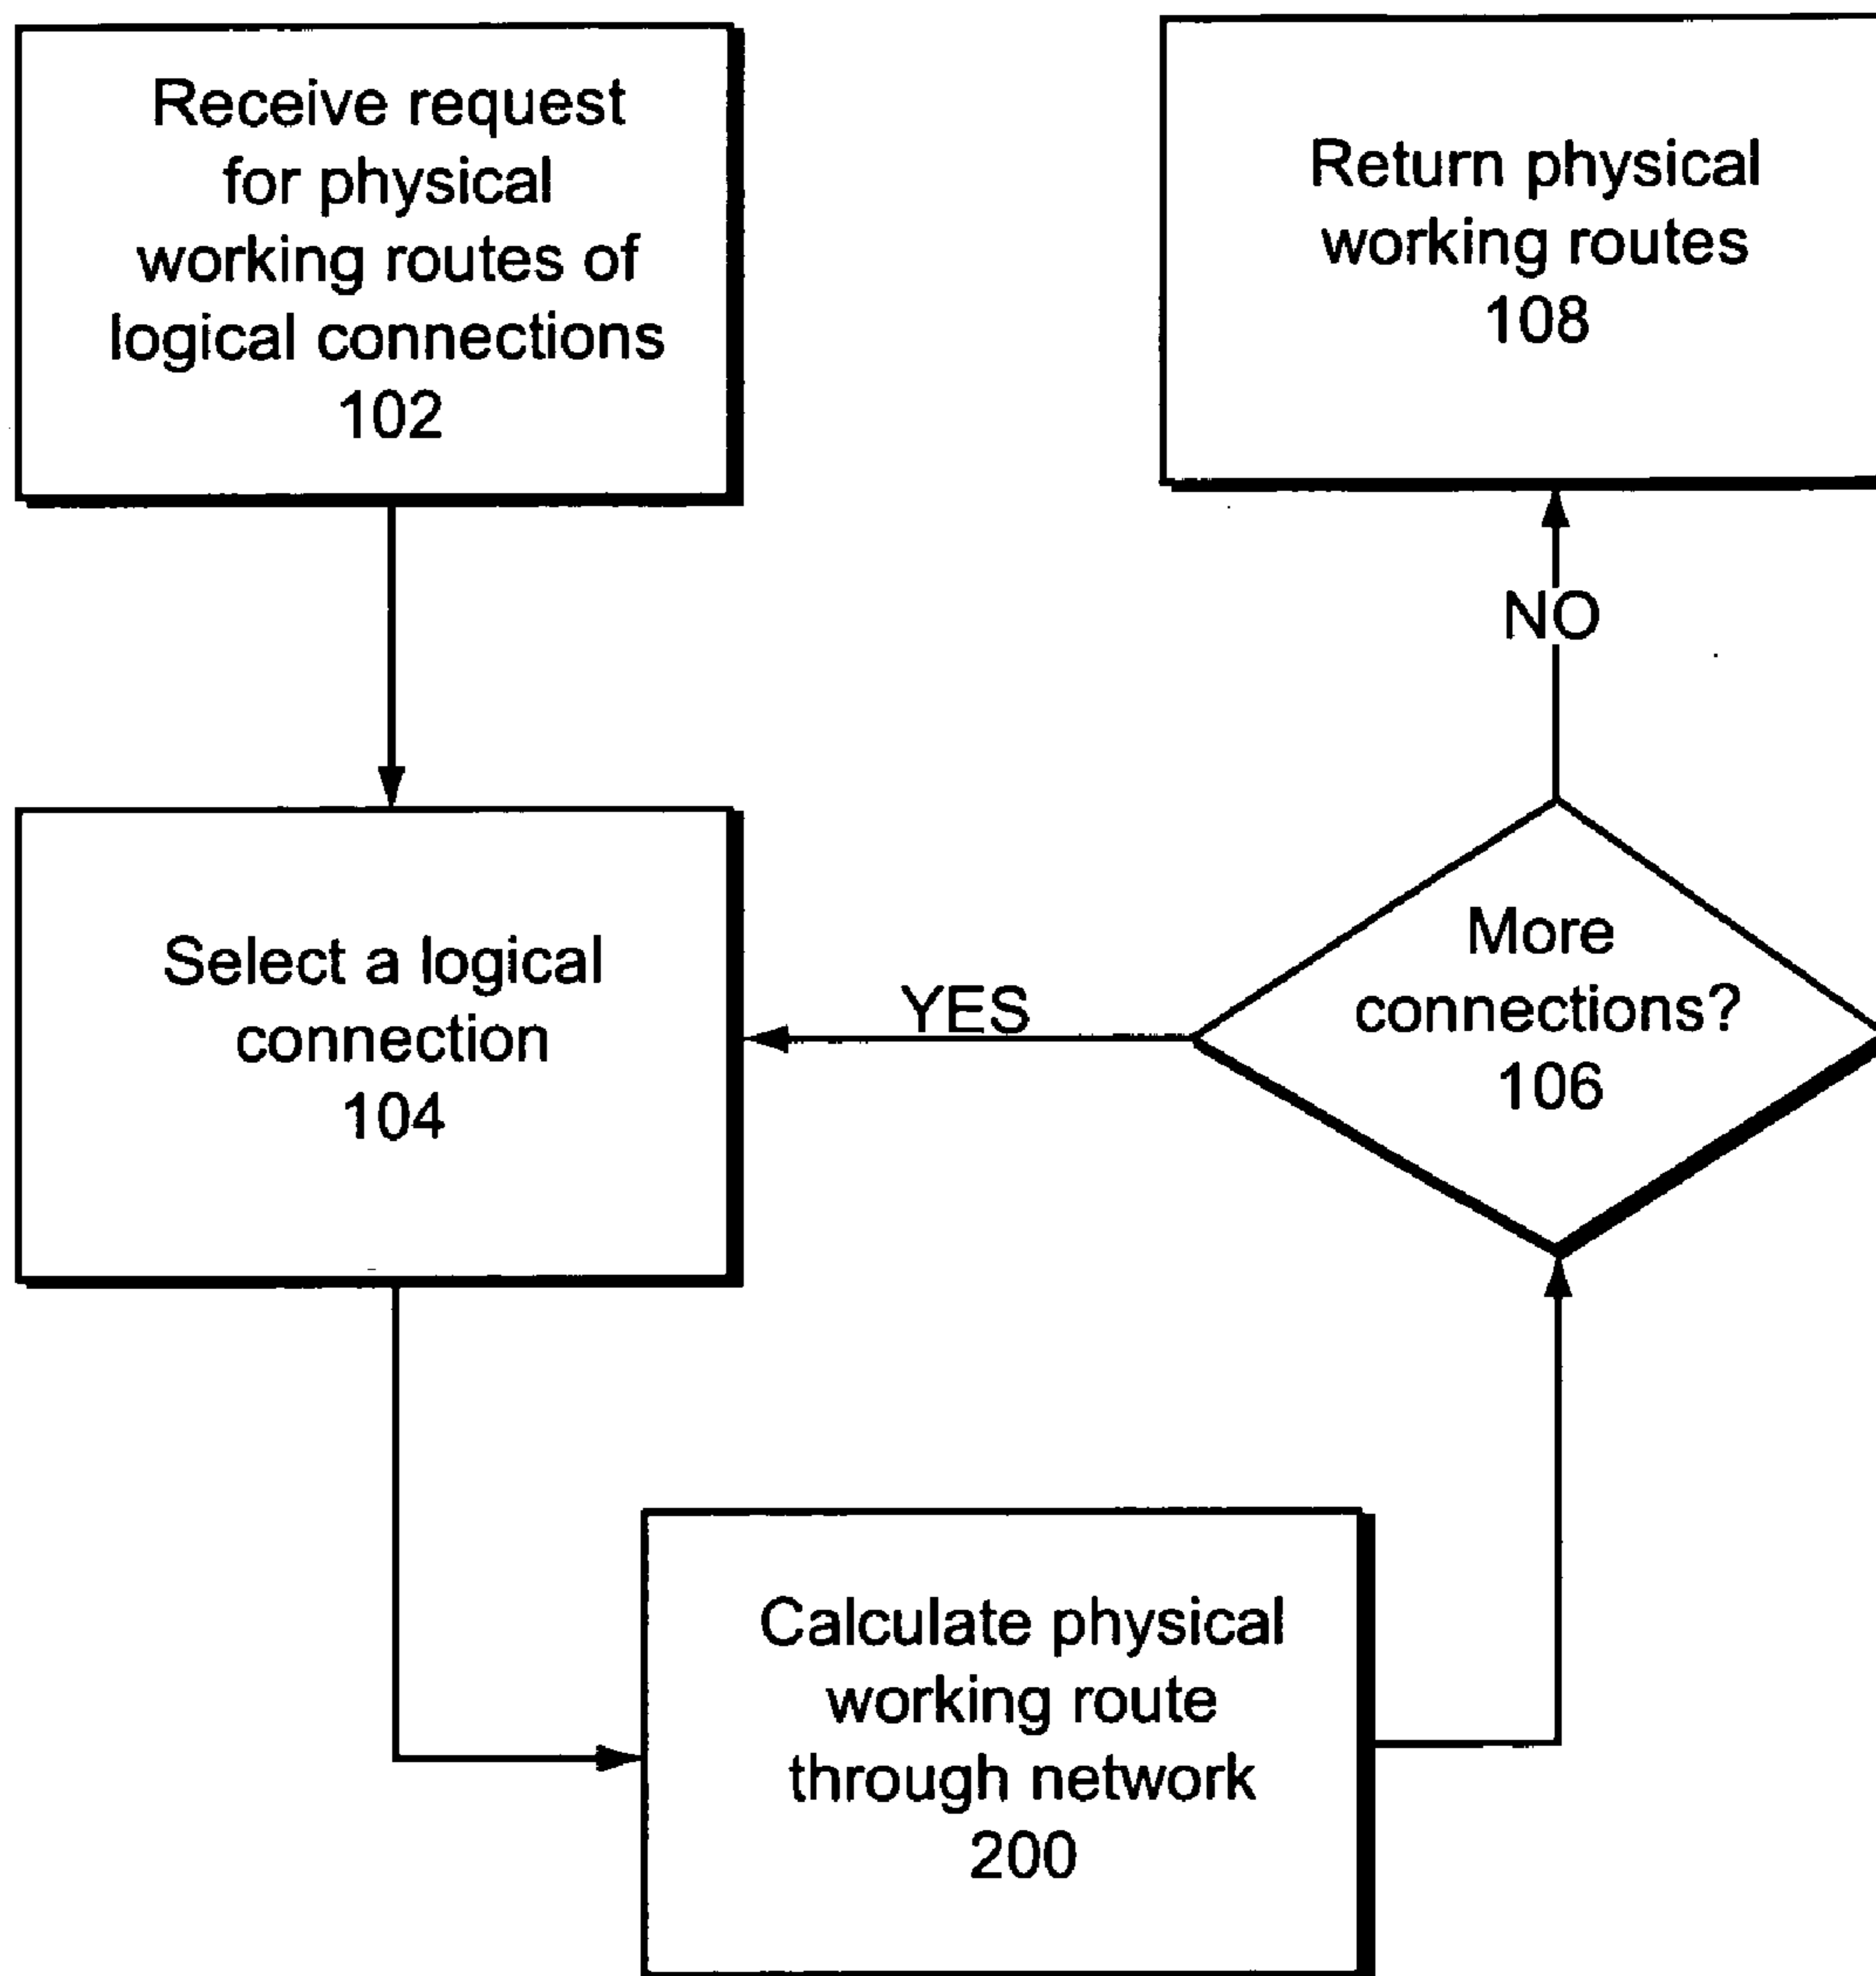 Receive request
for physical
working routes of
logical connections
102
Return physical
working routes
108
NO
Select a logical
connection
104
YES
More
connections?
106
Calculate physical
working route
through network
200